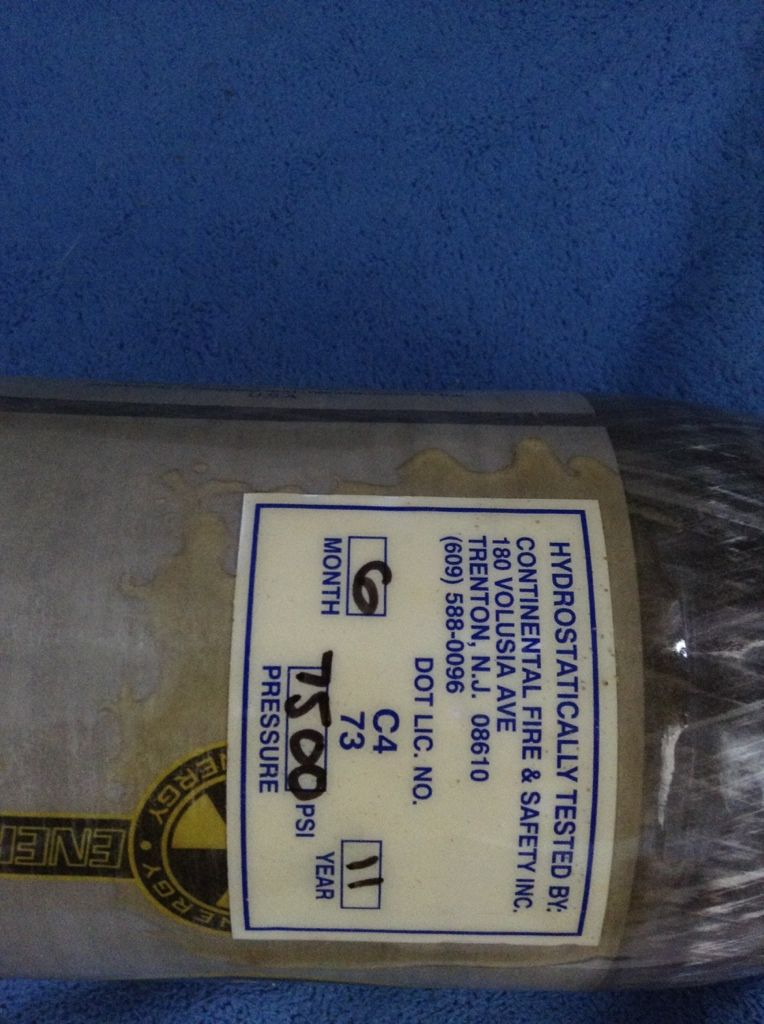 HYDROSTATICALLY TESTED BY:
CONTINENTAL FIRE & SAFETY INC.
180 VOLUSIA AVE
TRENTON, N.J. 08610
(609) 588-0096
DOT LIC. NO.
C4
73
6
MONTH
7500 PSI
PRESSURE
11
YEAR
ENERGY